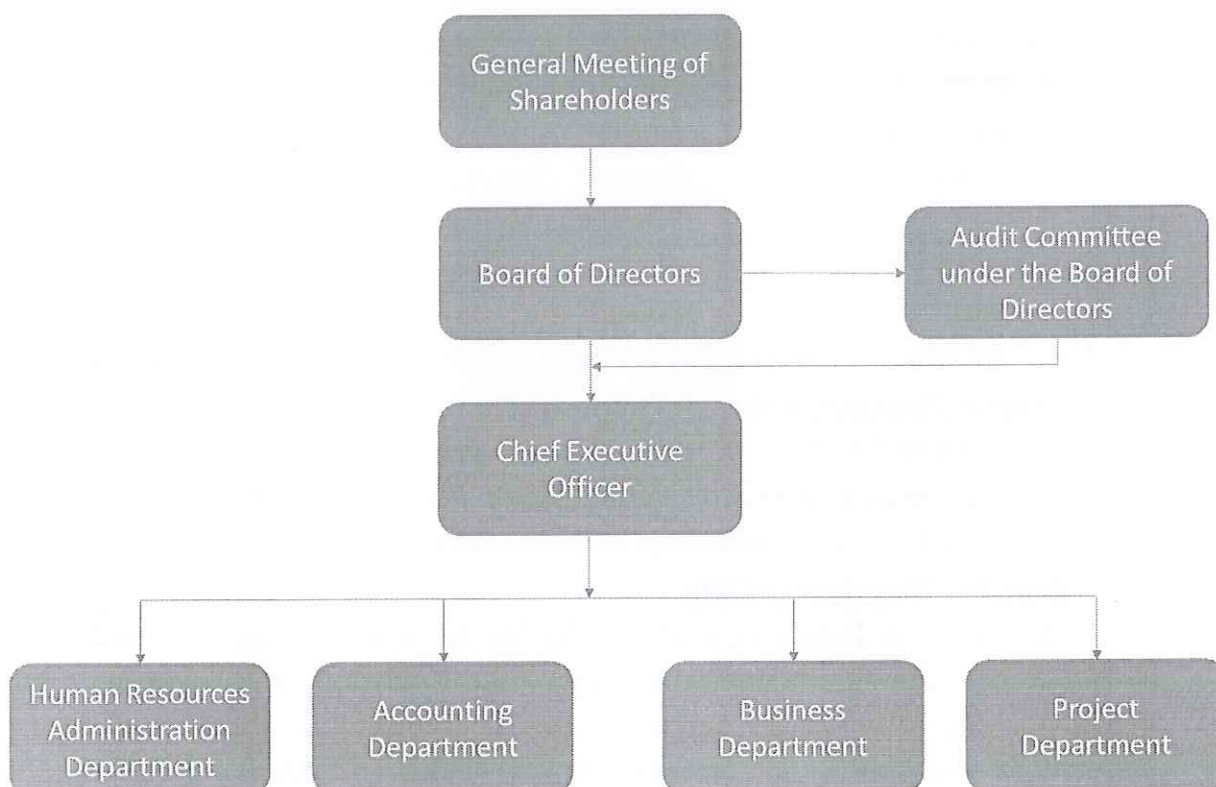 General Meeting of
Shareholders
Board of Directors
Audit Committee
under the Board of
Directors
Chief Executive
Officer
Human Resources
Administration
Department
Accounting
Department
Business
Department
Project
Department